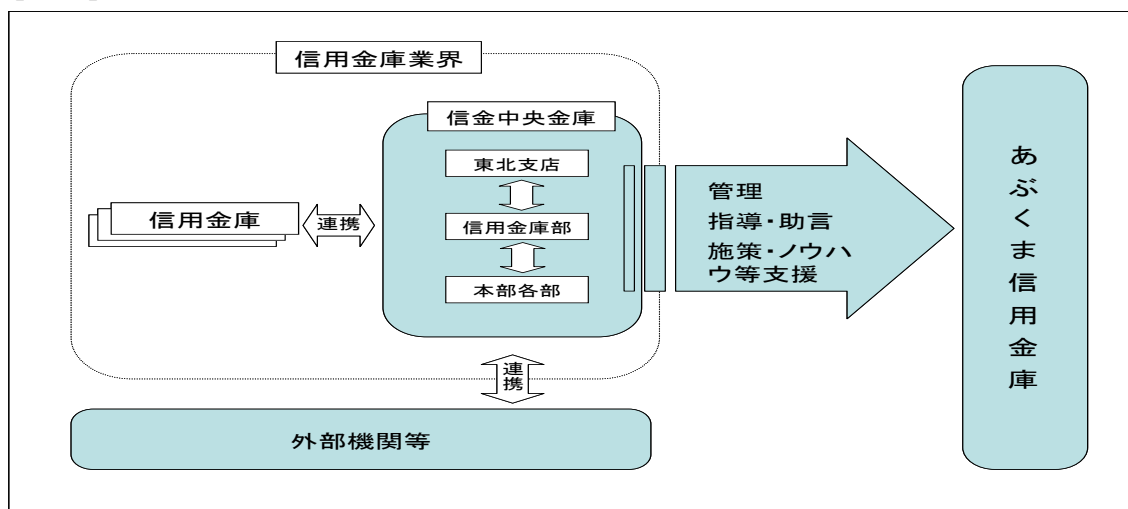 信用金庫業界
信金中央金庫
東北支店
信用金庫
連携
信用金庫部
本部各部
管理
指導・助言
施策・ノウハ
ウ等支援
あぶくま信用金庫
連携
外部機関等